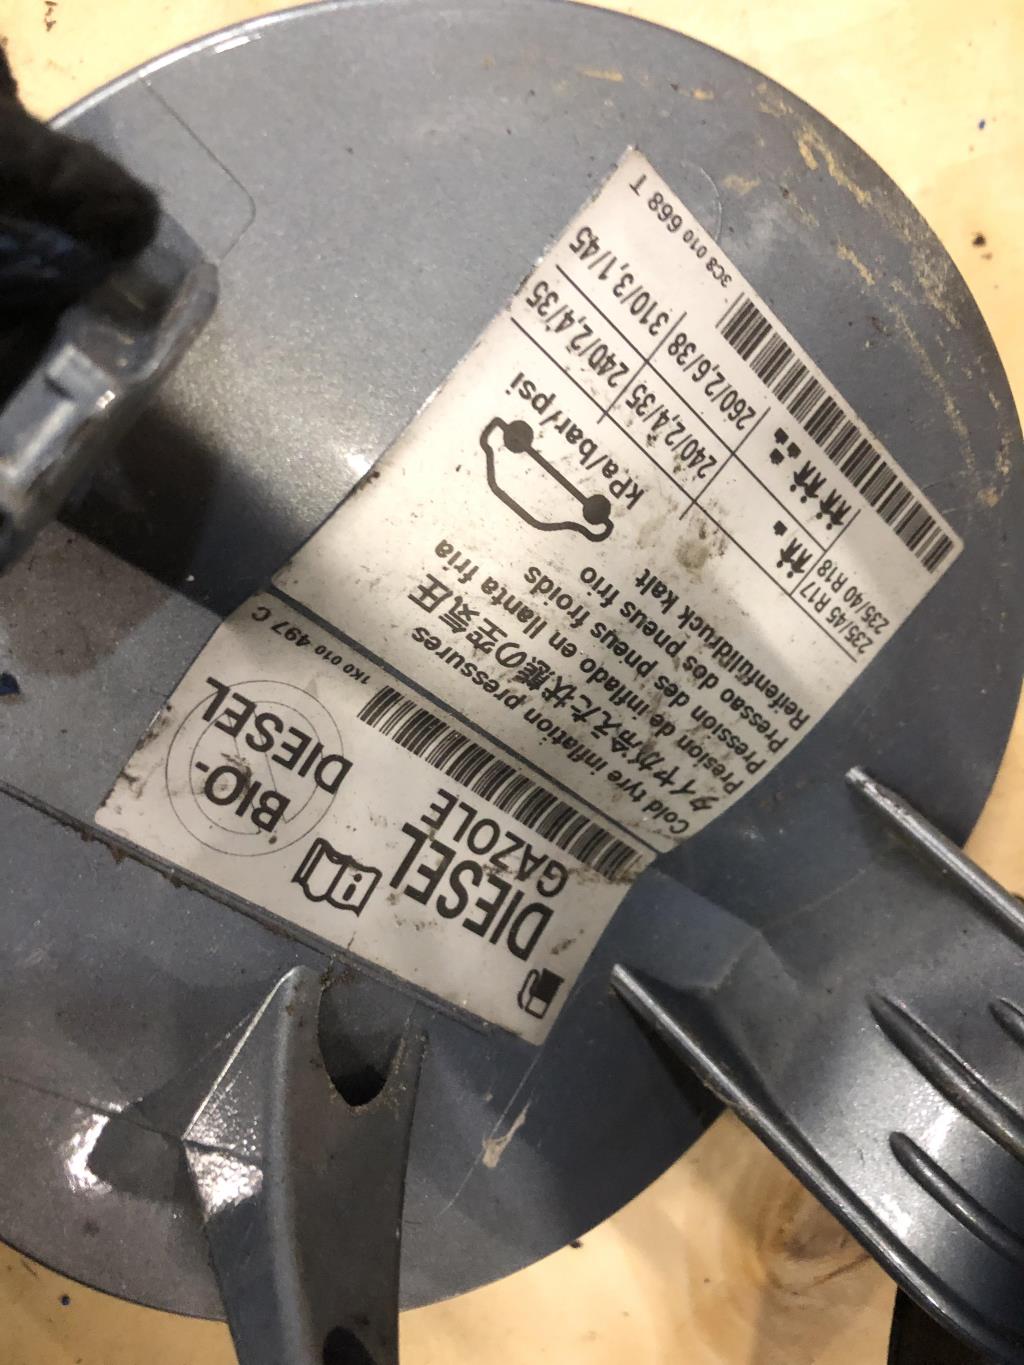 DIESEL
GAZOLE
BIO-
DIESEL
1K0 010 497 C
Cold tyre inflation pressures
タイヤが冷えた状態の空気圧
Presion de inflado en llanta fria
Pression des pneus froids
Pressao dos pneus frio
Reifenfülldruck kalt
kPa/bar/psi
235/45 R17
235/40 R18
240/2,4/35 240/2,4/35
260/2,6/38 310/3,1/45
3C8 010 668 T